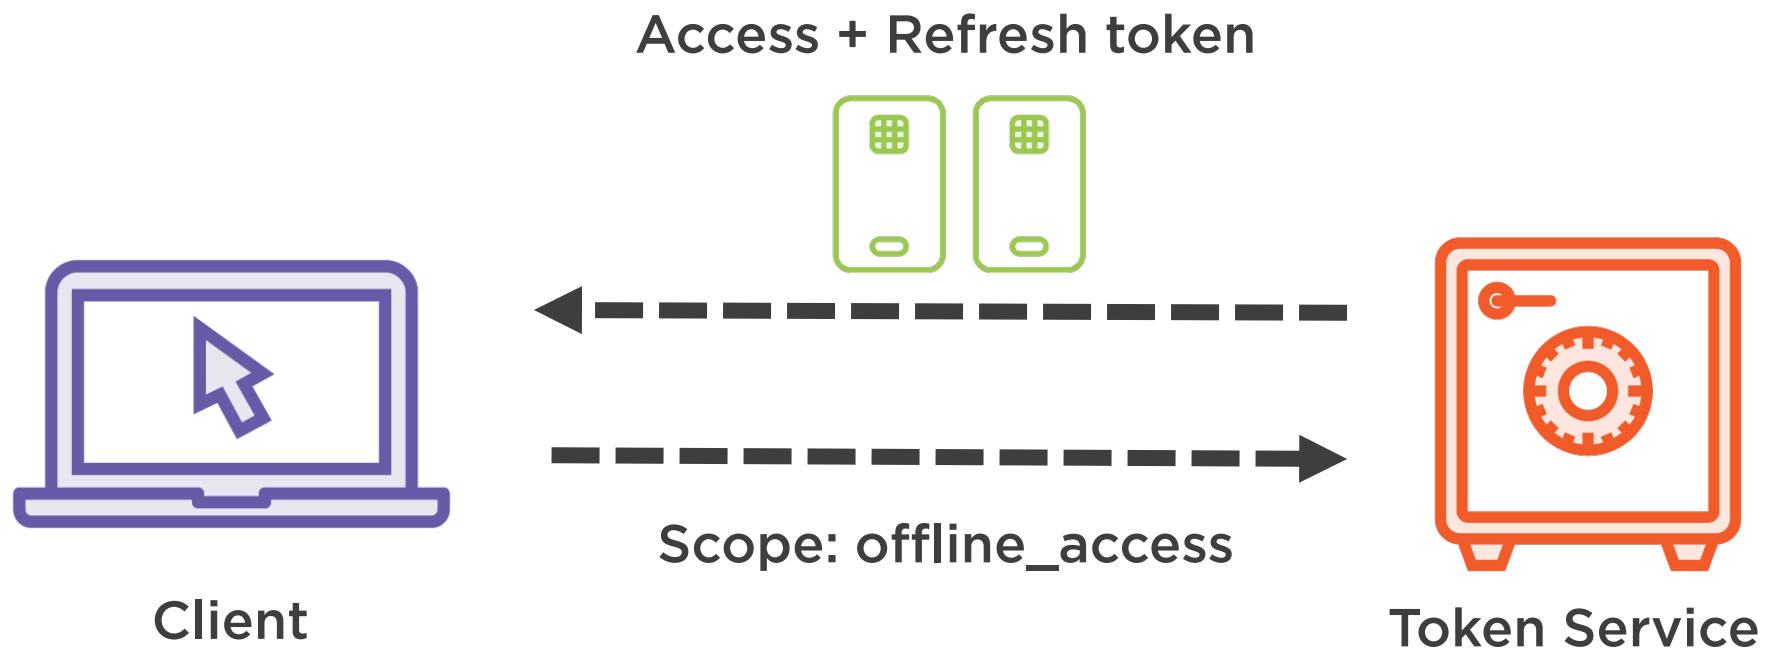 Access + Refresh token
Scope: offline_access
Client
Token Service